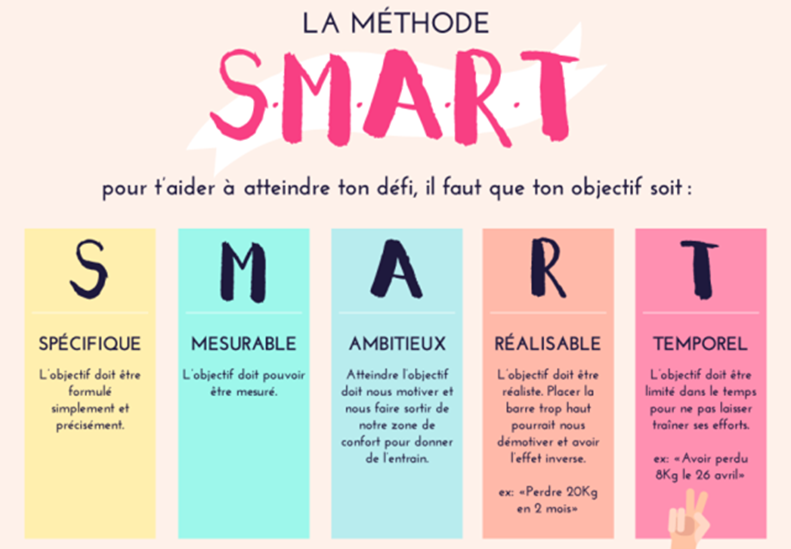 LA MÉTHODE
S.M.A.R.T
pour t'aider à atteindre ton défi, il faut que ton objectif soit :
S
SPÉCIFIQUE
L'objectif doit être
formulé
simplement et
précisément.
M
MESURABLE
L'objectif doit pouvoir
être mesuré.
A
AMBITIEUX
Atteindre l'objectif
doit nous motiver et
nous faire sortir de
notre zone de
confort pour donner
de l'entrain.
R
RÉALISABLE
L'objectif doit être
réaliste. Placer la
barre trop haut
pourrait nous
démotiver et avoir
l'effet inverse.
ex: «Perdre 20Kg
en 2 mois»
T
TEMPOREL
L'objectif doit être
limité dans le temps
pour ne pas laisser
traîner ses efforts.
ex: «Avoir perdu
8Kg le 26 avril»